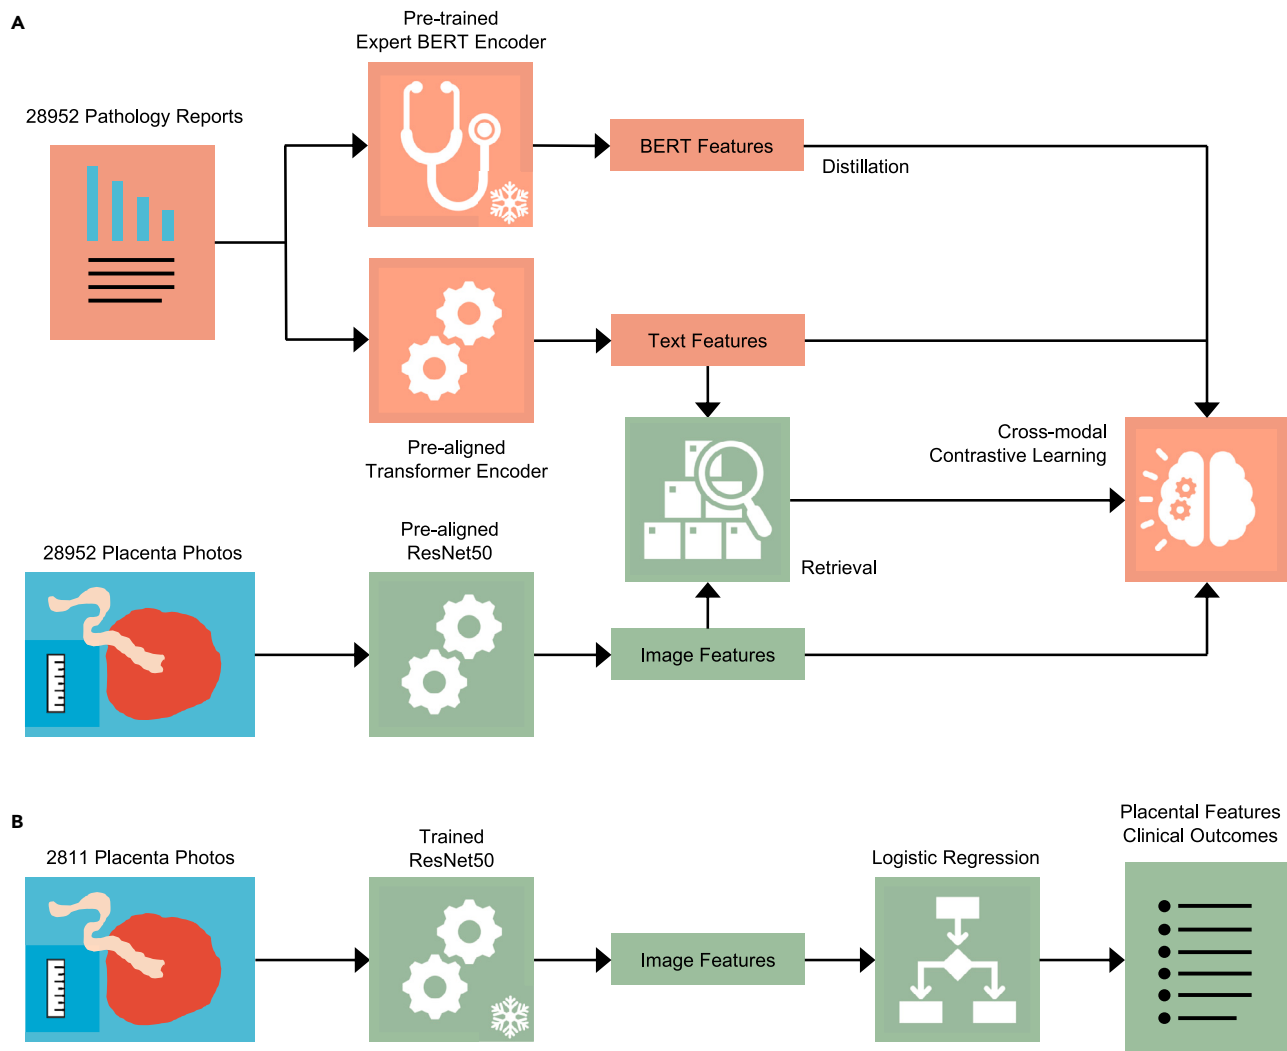 A
Pre-trained
Expert BERT Encoder
28952 Pathology Reports
BERT Features
Distillation
Text Features
Pre-aligned
Transformer Encoder
Cross-modal
Contrastive Learning
Pre-aligned
ResNet50
28952 Placenta Photos
Retrieval
Image Features
B
2811 Placenta Photos
Trained
ResNet50
Image Features
Logistic Regression
Placental Features
Clinical Outcomes